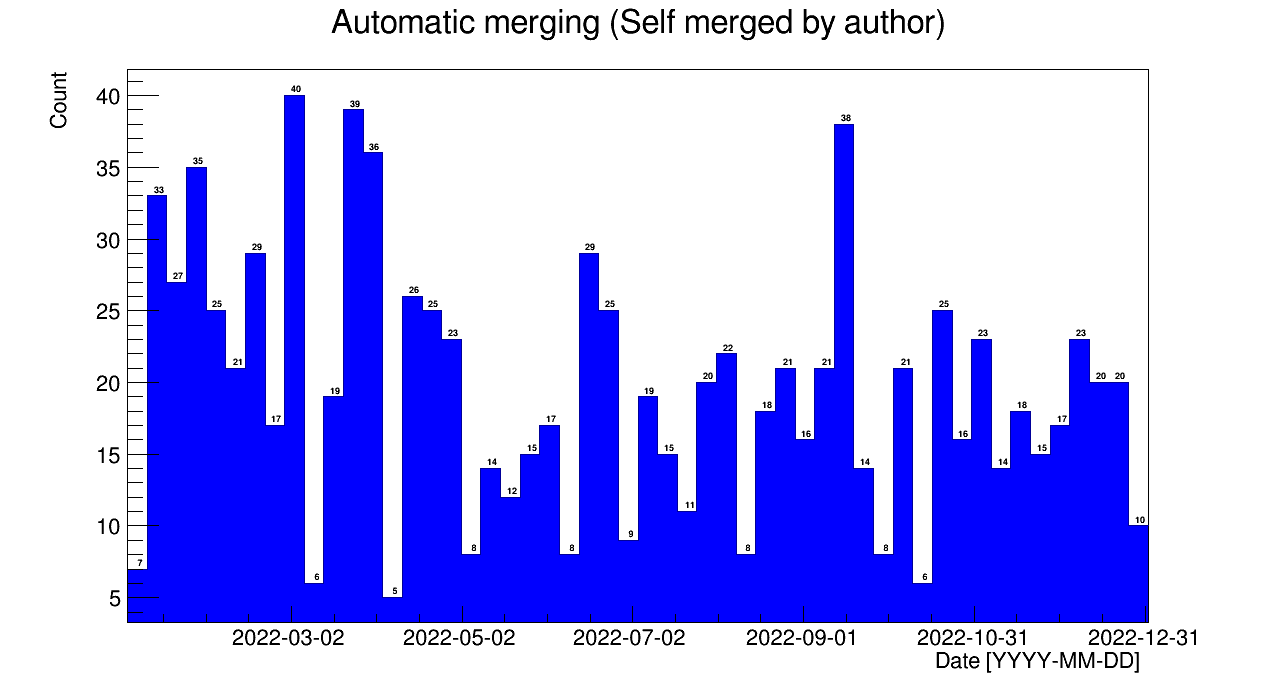 Automatic merging (Self merged by author)
Count
40
35
30
25
20
15
10
5
7 33 27 35 25 21 29 17 40 6 19 39 36 5 26 25 23 8 14 12 15 17 8 29 25 9 19 15 11 20 22 8 18 21 16 21 38 14 8 21 6 25 16 23 14 18 15 17 23 20 20 10
2022-03-02 2022-05-02 2022-07-02 2022-09-01 2022-10-31 2022-12-31
Date [YYYY-MM-DD]